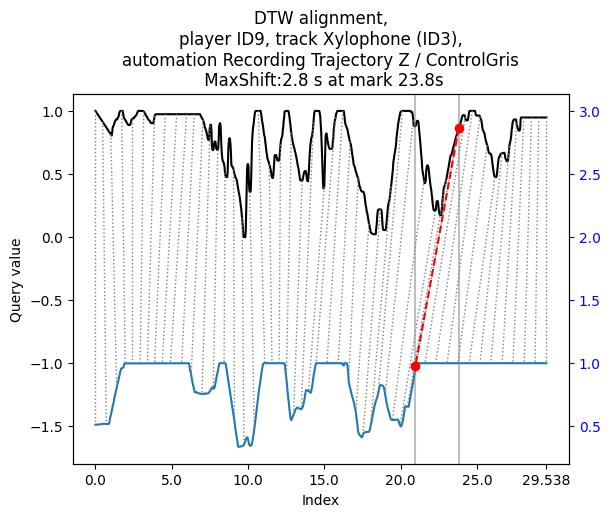 DTW alignment,
player ID9, track Xylophone (ID3),
automation Recording Trajectory Z / ControlGris
MaxShift:2.8 s at mark 23.8s
1.0
0.5
0.0
−0.5
−1.0
−1.5
Query value
3.0
2.5
2.0
1.5
1.0
0.5
0.0 5.0 10.0 15.0 20.0 25.0 29.538
Index